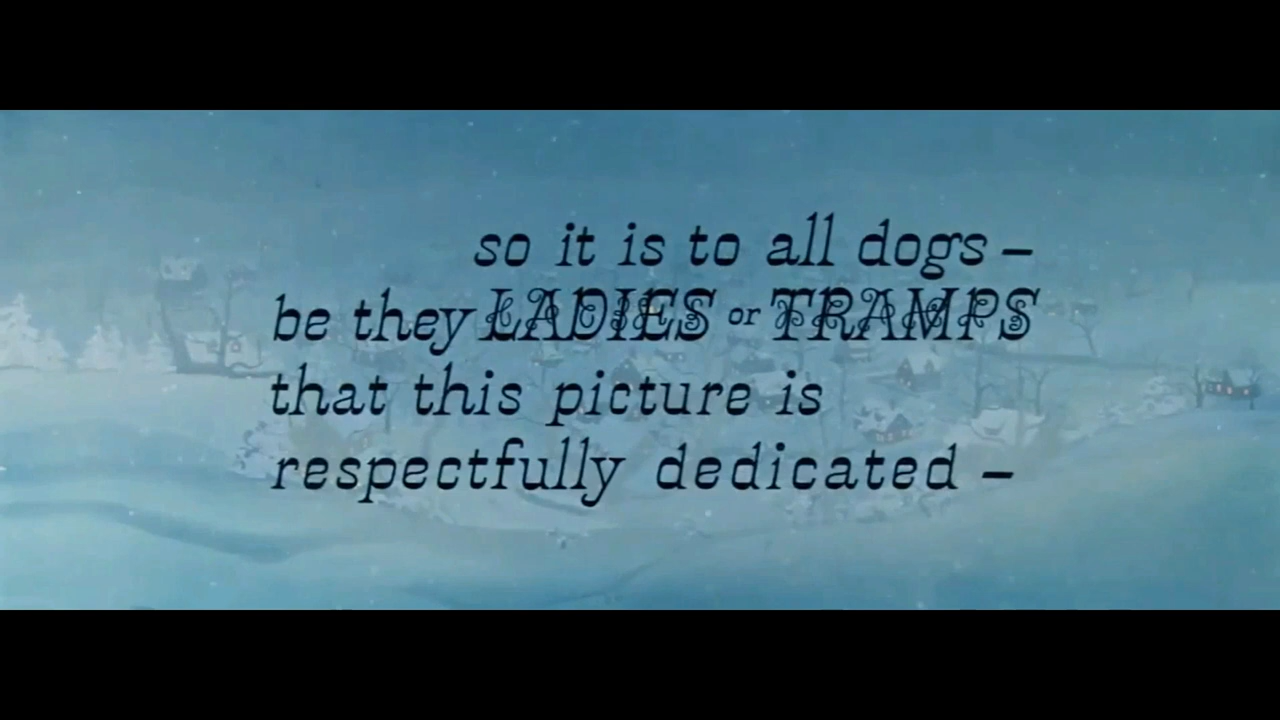 so it is to all dogs –
be they LADIES or TRAMPS
that this picture is
respectfully dedicated –